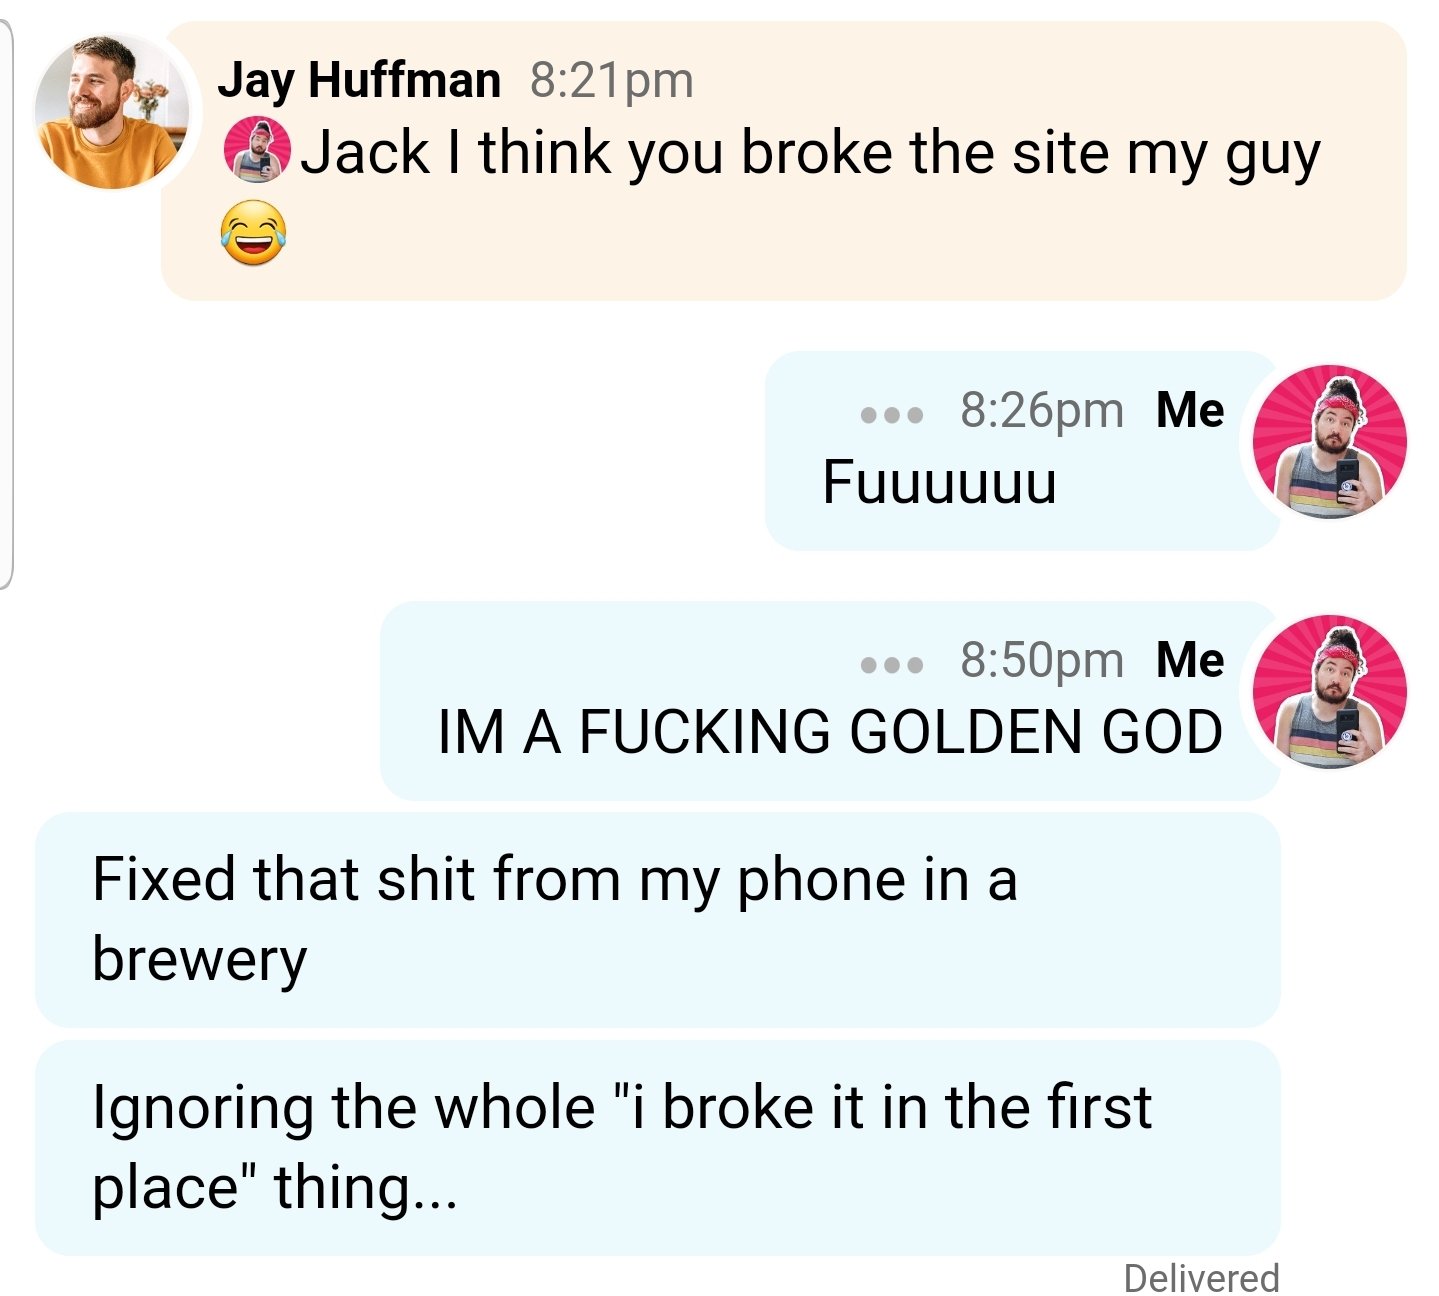 Jay Huffman 8:21pm
Jack I think you broke the site my guy
😂
••• 8:26pm Me
Fuuuuuu
••• 8:50pm Me
IM A FUCKING GOLDEN GOD
Fixed that shit from my phone in a
brewery
Ignoring the whole "i broke it in the first
place" thing...
Delivered